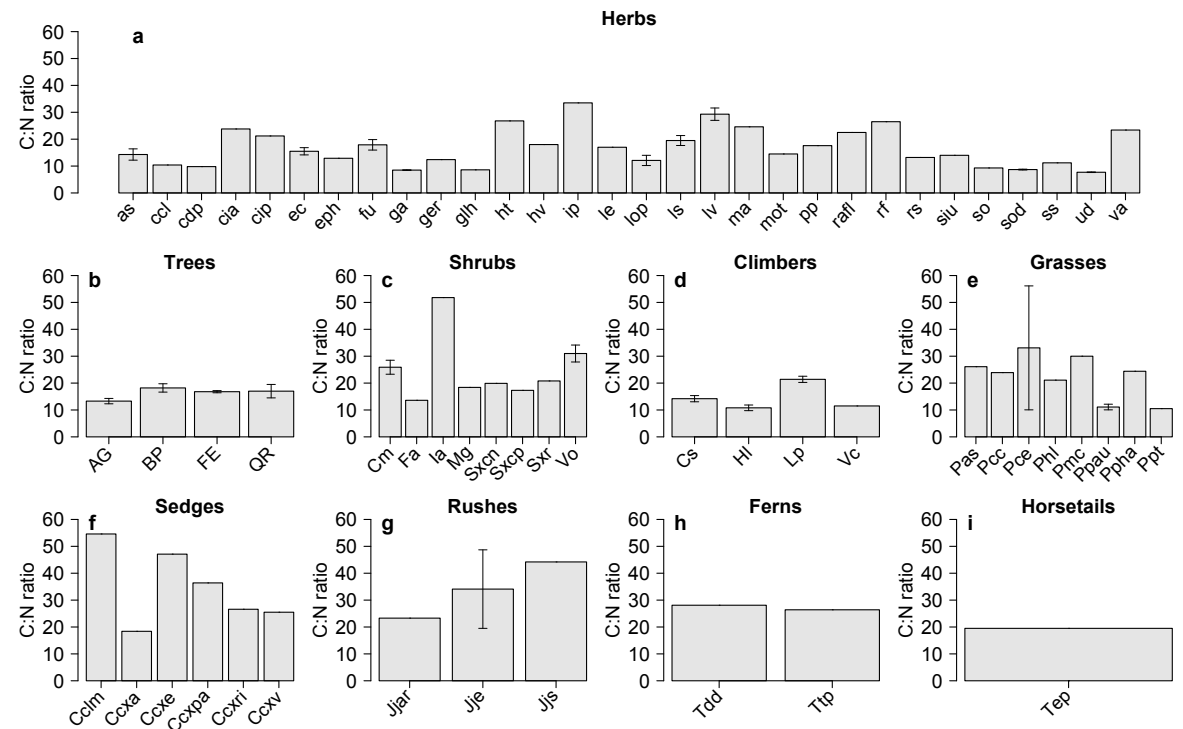 Herbs
a
C:N ratio
60
50
40
30
20
10
0
as ccl cdp cia cip ec eph fu ga ger glh ht hv ip le lop ls lv ma mot pp rafl rf rs siu so sod ss ud va
Trees
b
C:N ratio
60
50
40
30
20
10
0
AG BP FE QR
Shrubs
c
C:N ratio
60
50
40
30
20
10
0
Cm Fa Ia Mg Sxcn Sxcp Sxr Vo
Climbers
d
C:N ratio
60
50
40
30
20
10
0
Cs Hl Lp Vc
Grasses
e
C:N ratio
60
50
40
30
20
10
0
Pas Pcc Pce Phl Pmc Ppau Ppha Ppt
Sedges
f
C:N ratio
60
50
40
30
20
10
0
Cclm Ccxa Ccxe Ccxpa Ccxri Ccxv
Rushes
g
C:N ratio
60
50
40
30
20
10
0
Jjar Jje Jjs
Ferns
h
C:N ratio
60
50
40
30
20
10
0
Tdd Ttp
Horsetails
i
C:N ratio
60
50
40
30
20
10
0
Tep